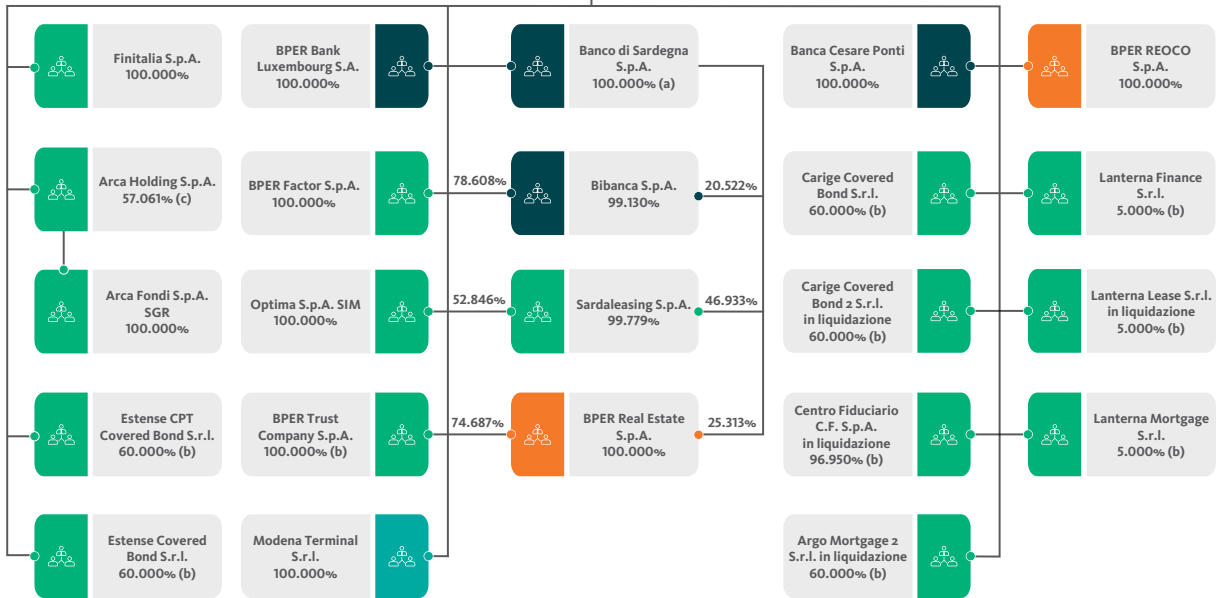 Finitalia S.p.A.
100.000%
BPER Bank
Luxembourg S.A.
100.000%
Banco di Sardegna
S.p.A.
100.000% (a)
Banca Cesare Ponti
S.p.A.
100.000%
BPER REOCO
S.p.A.
100.000%
Arca Holding S.p.A.
57.061% (c)
BPER Factor S.p.A.
100.000%
78.608%
Bibanca S.p.A.
99.130%
20.522%
Carige Covered
Bond S.r.l.
60.000% (b)
Lanterna Finance
S.r.l.
5.000% (b)
Arca Fondi S.p.A.
SGR
100.000%
Optima S.p.A. SIM
100.000%
52.846%
Sardaleasing S.p.A.
99.779%
46.933%
Carige Covered
Bond 2 S.r.l.
in liquidazione
60.000% (b)
Lanterna Lease S.r.l.
in liquidazione
5.000% (b)
Estense CPT
Covered Bond S.r.l.
60.000% (b)
BPER Trust
Company S.p.A.
100.000% (b)
74.687%
BPER Real Estate
S.p.A.
100.000%
25.313%
Centro Fiduciario
C.F. S.p.A.
in liquidazione
96.950% (b)
Lanterna Mortgage
S.r.l.
5.000% (b)
Estense Covered
Bond S.r.l.
60.000% (b)
Modena Terminal
S.r.l.
100.000%
Argo Mortgage 2
S.r.l. in liquidazione
60.000% (b)